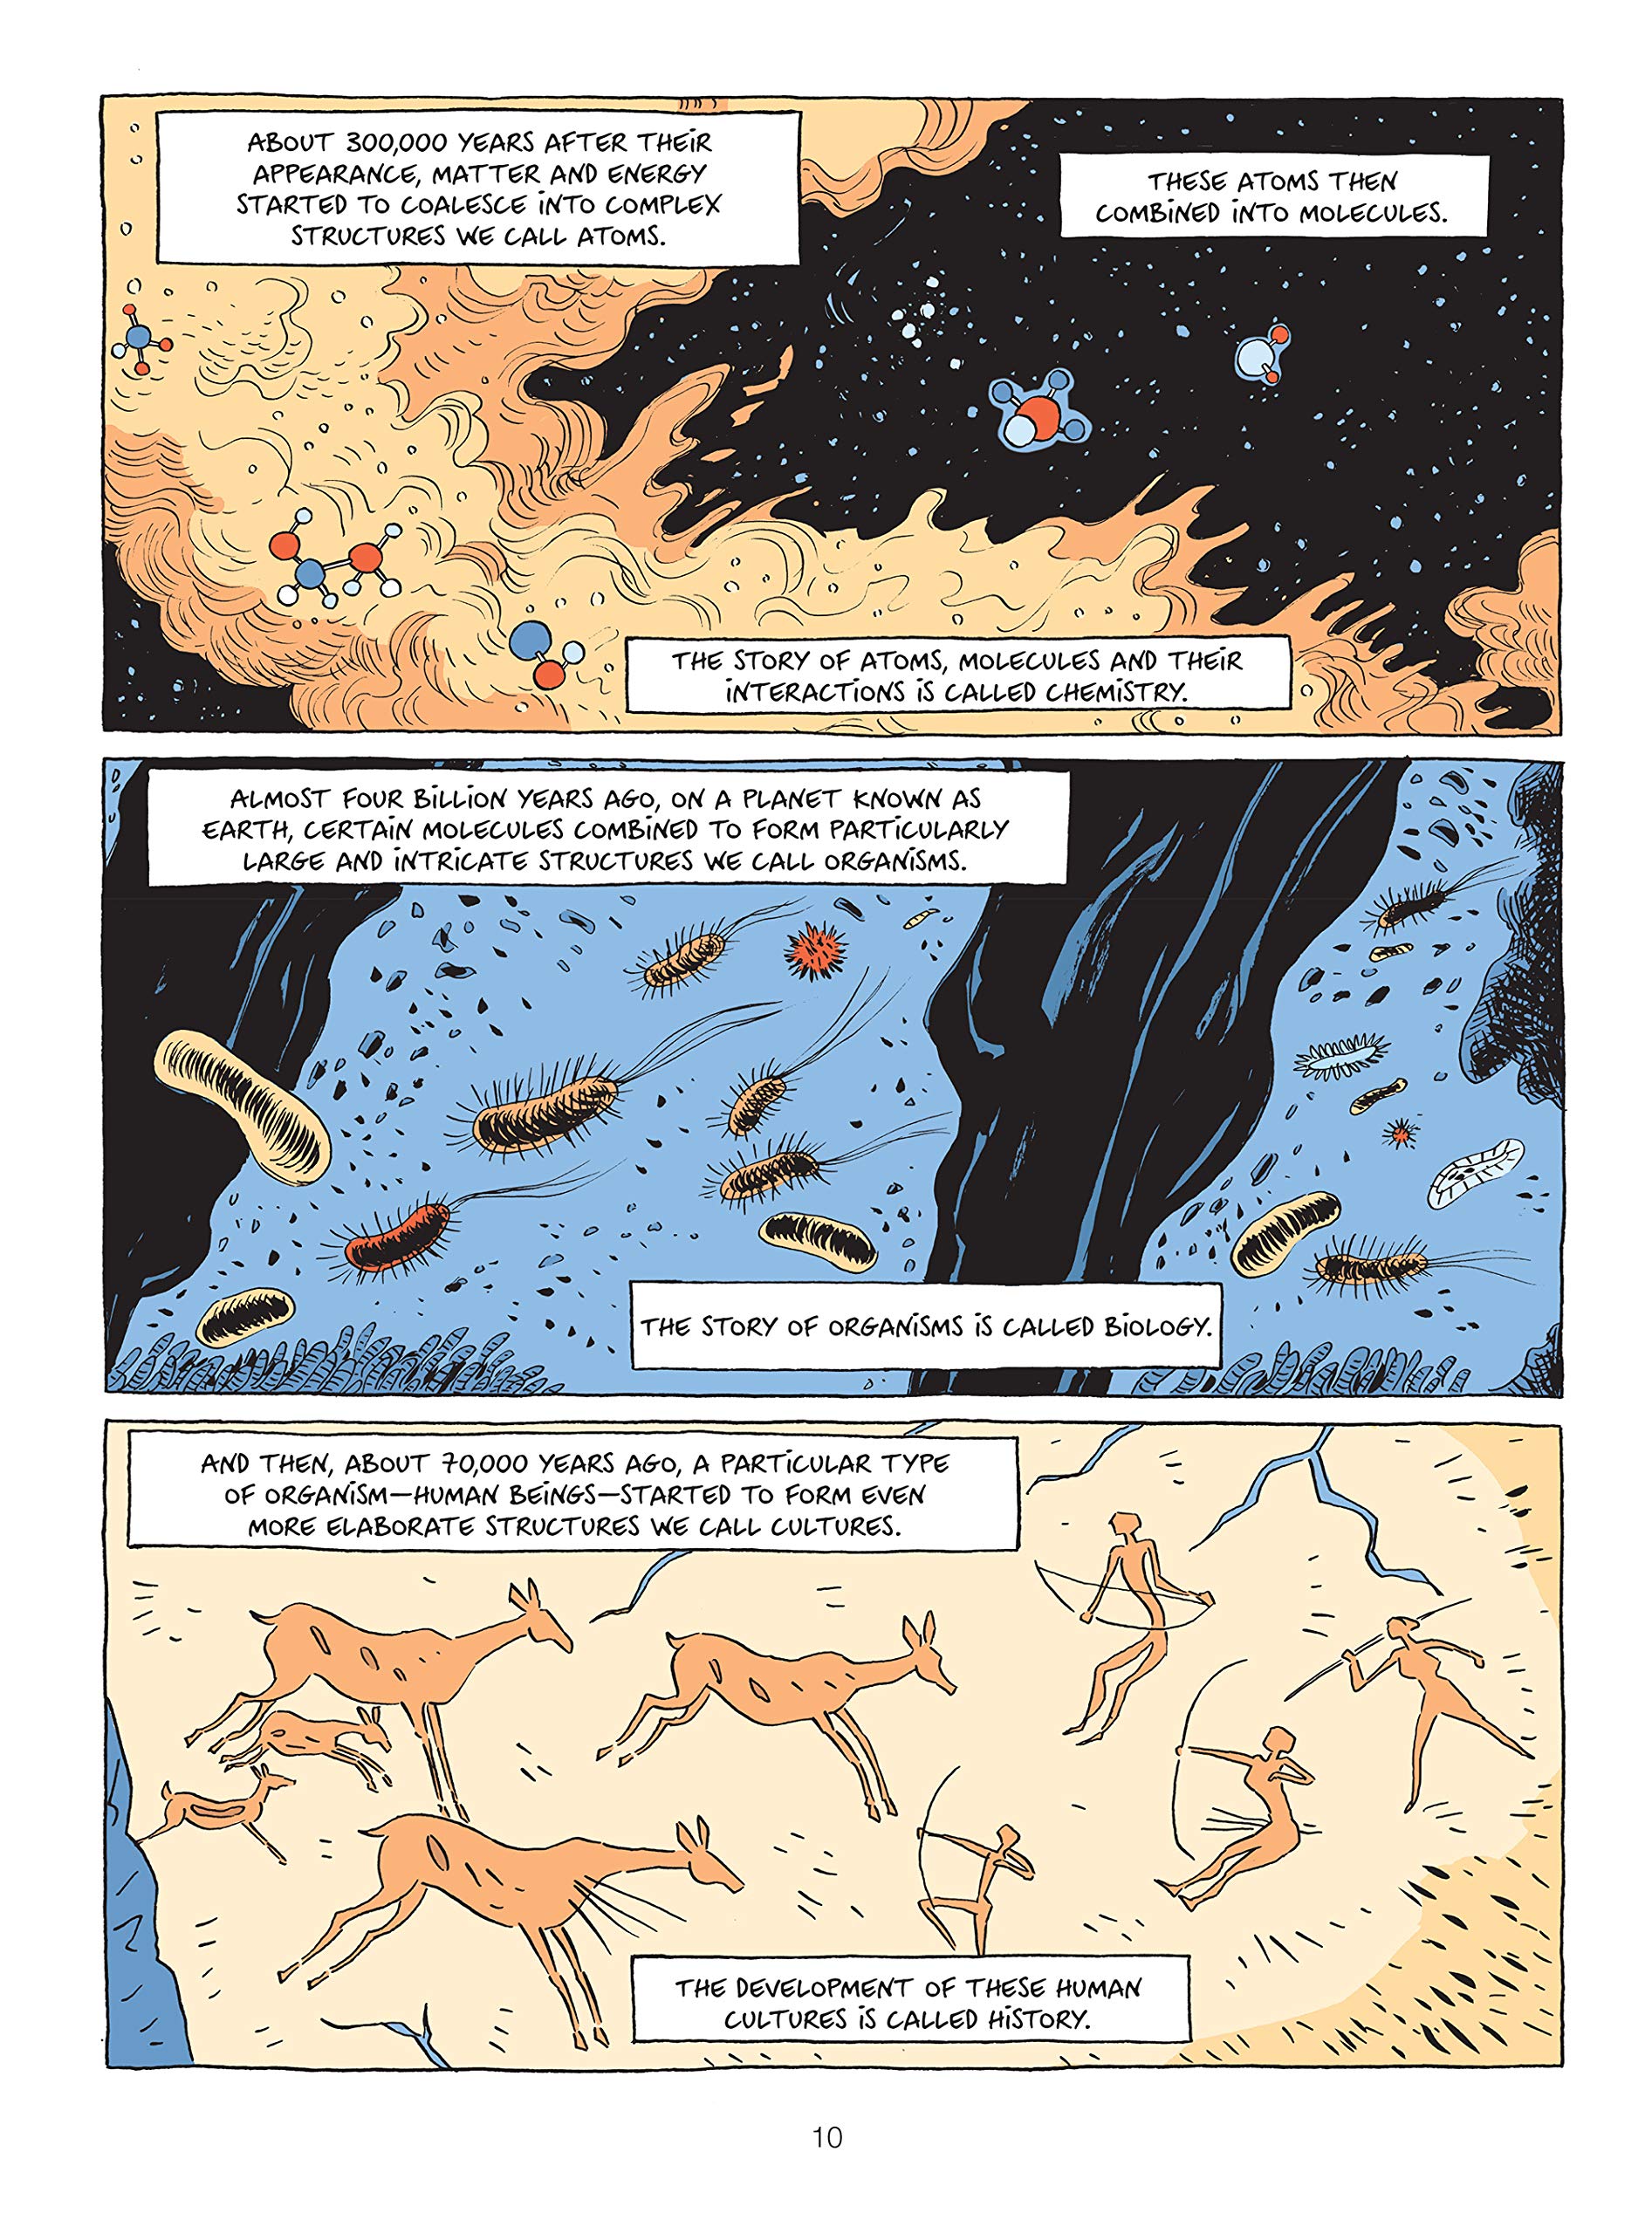 ABOUT 300,000 YEARS AFTER THEIR
APPEARANCE, MATTER AND ENERGY
STARTED TO COALESCE INTO COMPLEX
STRUCTURES WE CALL ATOMS.
THESE ATOMS THEN
COMBINED INTO MOLECULES.
THE STORY OF ATOMS, MOLECULES AND THEIR
INTERACTIONS IS CALLED CHEMISTRY.
ALMOST FOUR BILLION YEARS AGO, ON A PLANET KNOWN AS
EARTH, CERTAIN MOLECULES COMBINED TO FORM PARTICULARLY
LARGE AND INTRICATE STRUCTURES WE CALL ORGANISMS.
THE STORY OF ORGANISMS IS CALLED BIOLOGY.
AND THEN, ABOUT 70,000 YEARS AGO, A PARTICULAR TYPE
OF ORGANISM—HUMAN BEINGS—STARTED TO FORM EVEN
MORE ELABORATE STRUCTURES WE CALL CULTURES.
THE DEVELOPMENT OF THESE HUMAN
CULTURES IS CALLED HISTORY.
10